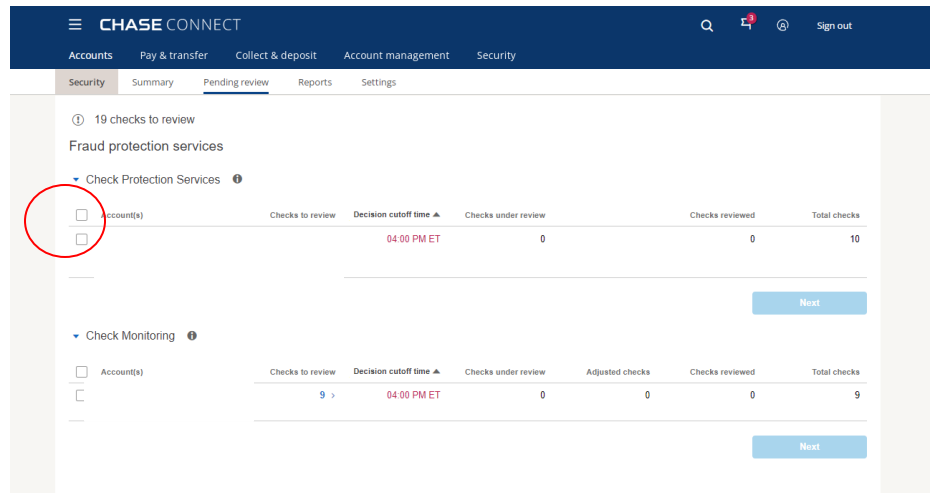 CHASE CONNECT
3
Sign out
Accounts Pay & transfer Collect & deposit Account management Security
Security Summary Pending review Reports Settings
19 checks to review
Fraud protection services
Check Protection Services
Account(s) Checks to review Decision cutoff time Checks under review Checks reviewed Total checks
04:00 PM ET 0 0 10
Next
Check Monitoring
Account(s) Checks to review Decision cutoff time Checks under review Adjusted checks Checks reviewed Total checks
9 > 04:00 PM ET 0 0 0 9
Next